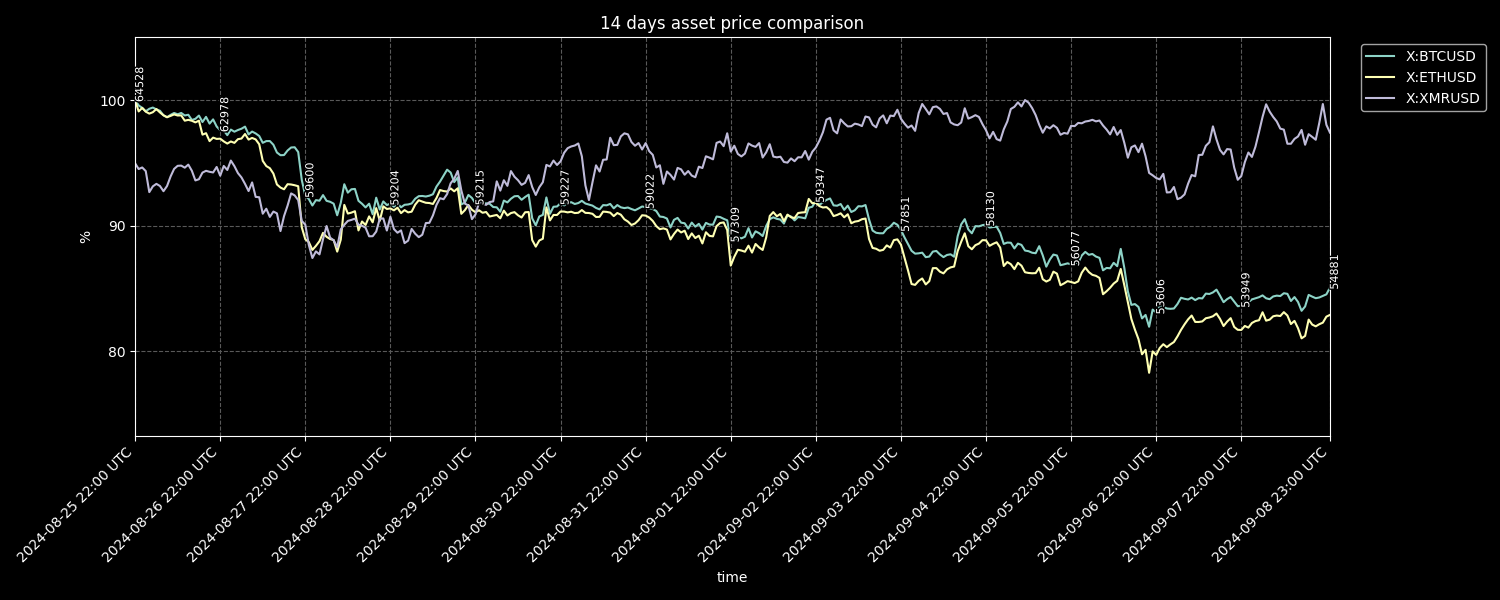 14 days asset price comparison
X:BTCUSD
X:ETHUSD
X:XMRUSD
100
90
80
%
64528
62978
59600
59204
59215
59227
59022
57309
59347
57851
58130
56077
53606
53949
54881
2024-08-25 22:00 UTC
2024-08-26 22:00 UTC
2024-08-27 22:00 UTC
2024-08-28 22:00 UTC
2024-08-29 22:00 UTC
2024-08-30 22:00 UTC
2024-08-31 22:00 UTC
2024-09-01 22:00 UTC
2024-09-02 22:00 UTC
2024-09-03 22:00 UTC
2024-09-04 22:00 UTC
2024-09-05 22:00 UTC
2024-09-06 22:00 UTC
2024-09-07 22:00 UTC
2024-09-08 23:00 UTC
time